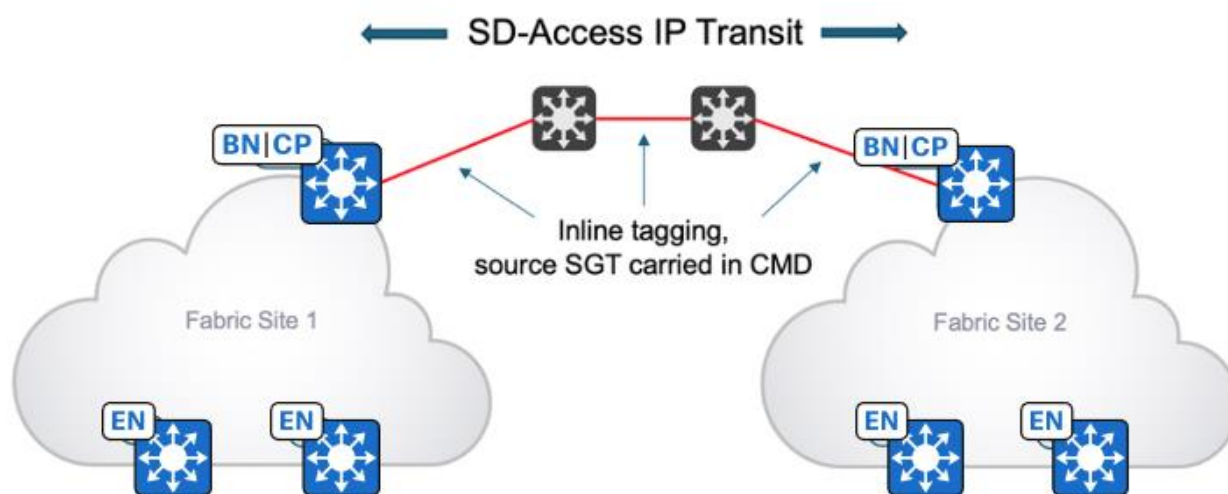 SD-Access IP Transit
BN|CP
BN|CP
Inline tagging,
source SGT carried in CMD
Fabric Site 1
Fabric Site 2
EN
EN
EN
EN